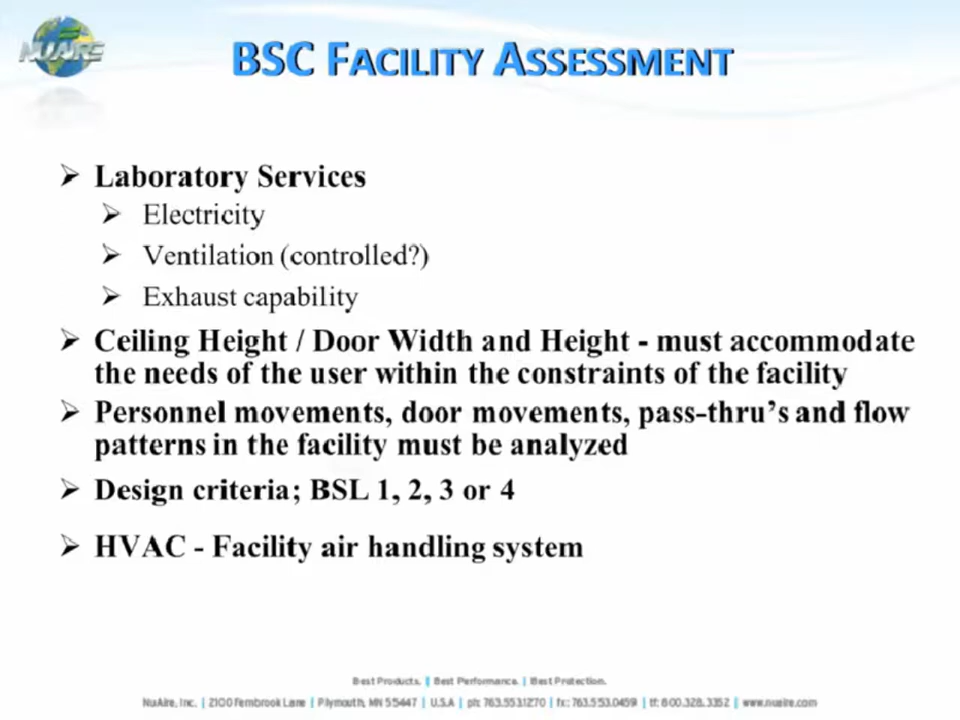 NUAIRE
BSC FACILITY ASSESSMENT
➢ Laboratory Services
➢ Electricity
➢ Ventilation (controlled?)
➢ Exhaust capability
➢ Ceiling Height / Door Width and Height - must accommodate
the needs of the user within the constraints of the facility
➢ Personnel movements, door movements, pass-thru's and flow
patterns in the facility must be analyzed
➢ Design criteria; BSL 1, 2, 3 or 4
➢ HVAC - Facility air handling system
Best Products. | Best Performance. | Best Protection.
NuAire, Inc. | 2100 Fernbrook Lane | Plymouth, MN 55447 | U.S.A | ph: 763.553.1270 | fx: 763.553.0459 | tf: 800.328.3352 | www.nuaire.com